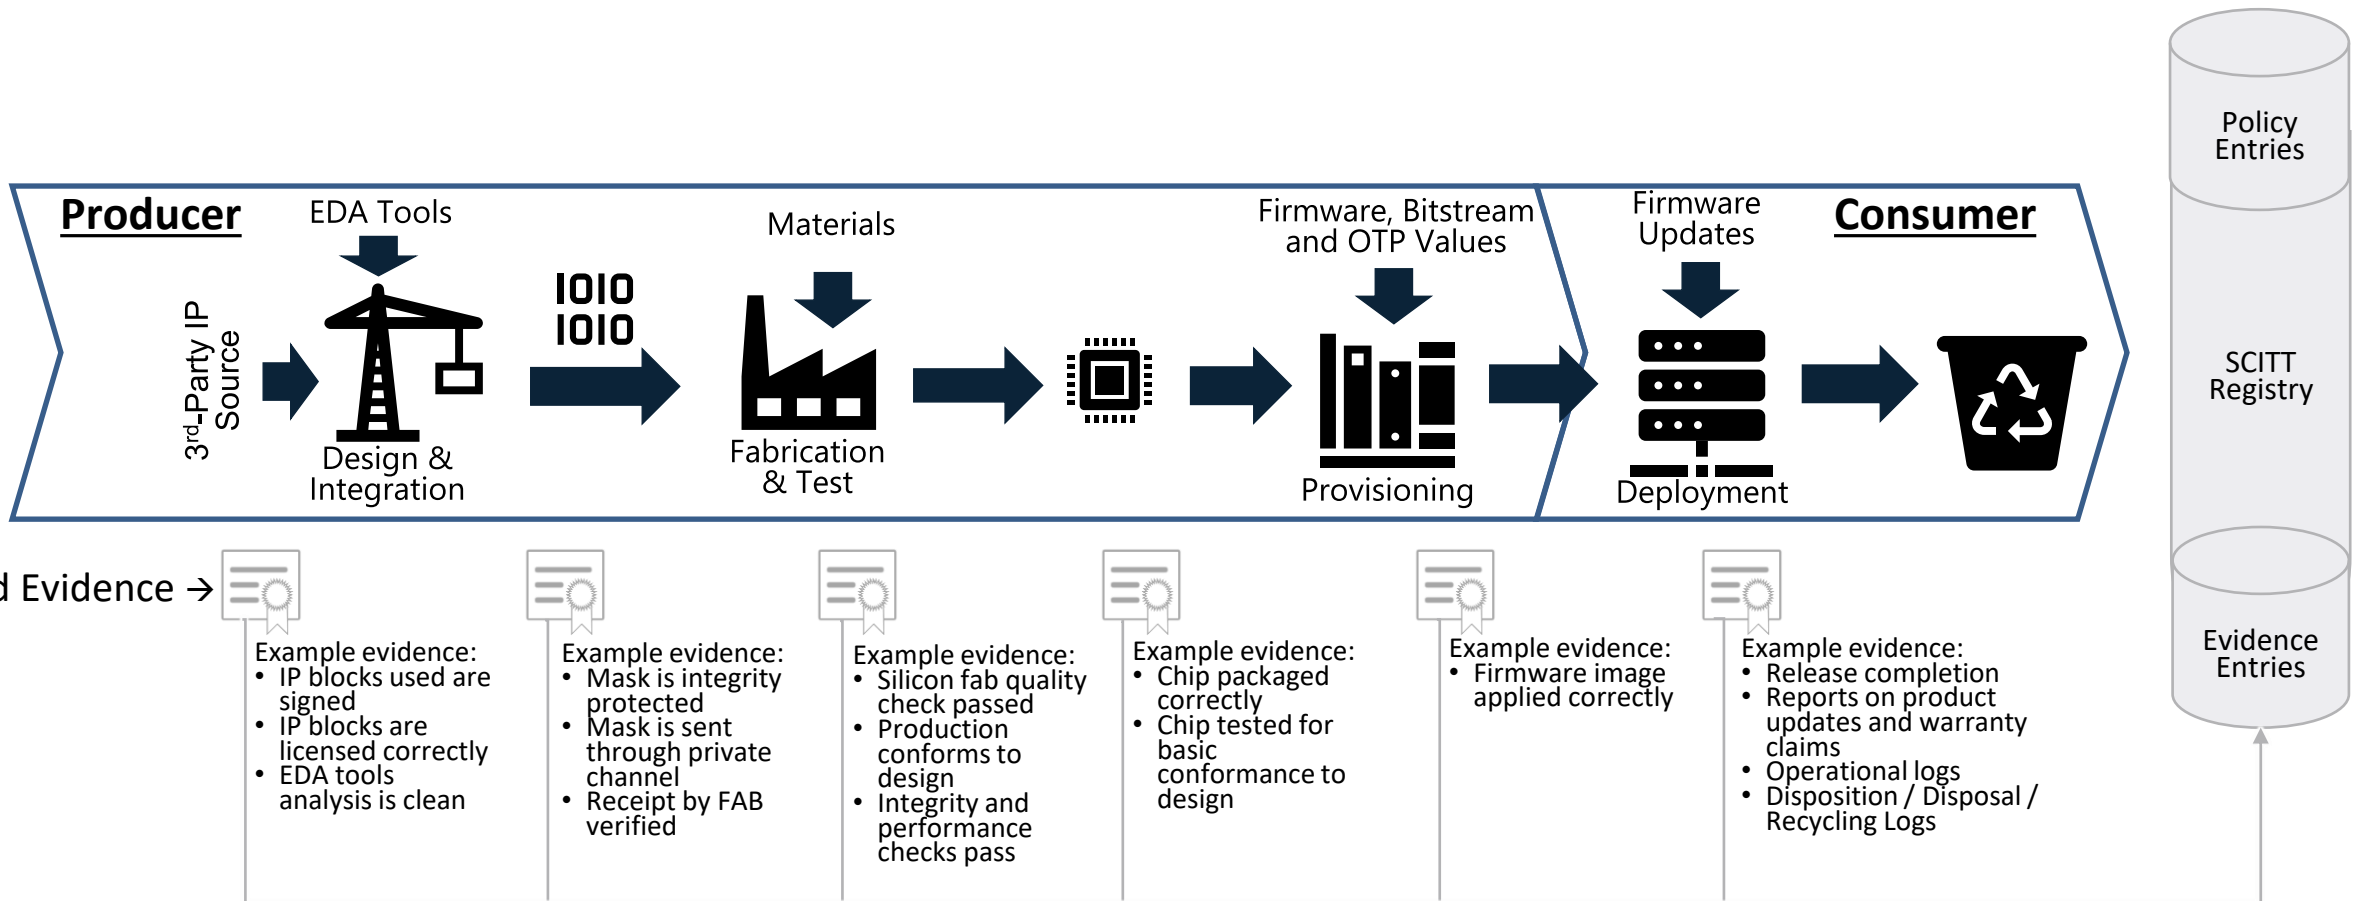 Producer
EDA Tools
3rd-Party IP
Source
Design &
Integration
IOIO
IOIO
Materials
Fabrication
& Test
Firmware, Bitstream
and OTP Values
Provisioning
Firmware
Updates
Deployment
Consumer
Policy
Entries
SCITT
Registry
Evidence
Entries
d Evidence →
Example evidence:
• IP blocks used are
signed
• IP blocks are
licensed correctly
• EDA tools
analysis is clean
Example evidence:
• Mask is integrity
protected
• Mask is sent
through private
channel
• Receipt by FAB
verified
Example evidence:
• Silicon fab quality
check passed
• Production
conforms to
design
• Integrity and
performance
checks pass
Example evidence:
• Chip packaged
correctly
• Chip tested for
basic
conformance to
design
Example evidence:
• Firmware image
applied correctly
Example evidence:
• Release completion
• Reports on product
updates and warranty
claims
• Operational logs
• Disposition / Disposal /
Recycling Logs